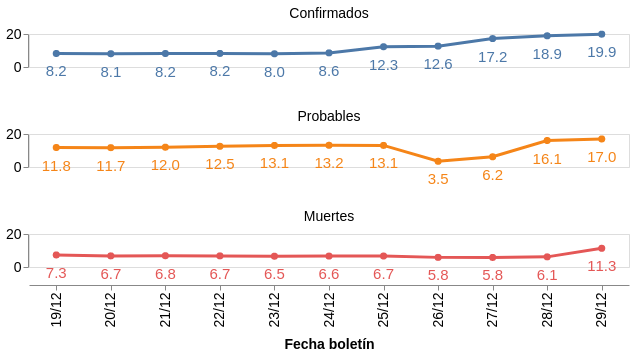 Confirmados
20
0
8.2 8.1 8.2 8.2 8.0 8.6 12.3 12.6 17.2 18.9 19.9
Probables
20
0
11.8 11.7 12.0 12.5 13.1 13.2 13.1 3.5 6.2 16.1 17.0
Muertes
20
0
7.3 6.7 6.8 6.7 6.5 6.6 6.7 5.8 5.8 6.1 11.3
19/12 20/12 21/12 22/12 23/12 24/12 25/12 26/12 27/12 28/12 29/12
Fecha boletín